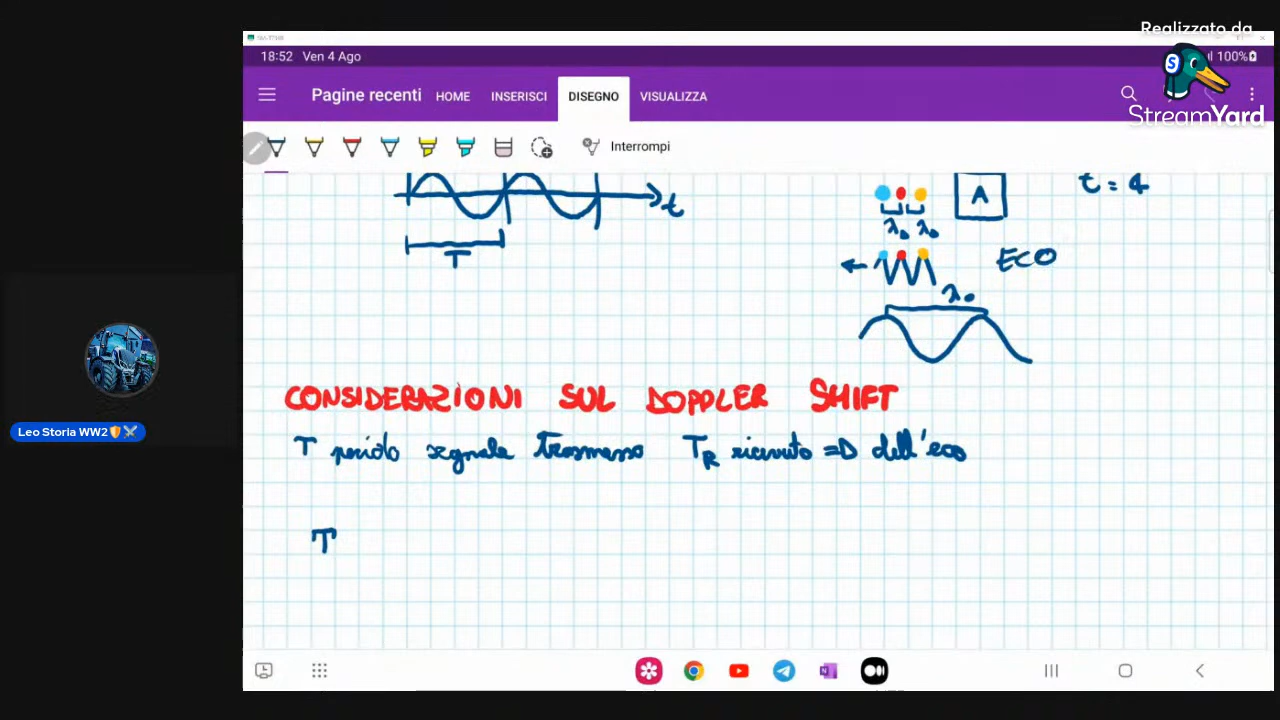 Realizzato da
StreamYard
18:52 Ven 4 Ago
100%
Pagine recenti HOME INSERISCI DISEGNO VISUALIZZA
Interrompi
t
T
A
t = 4
λ₀ λ₀
ECO
λ₀
CONSIDERAZIONI SUL DOPPLER SHIFT
T periodo segnale trasmesso TR ricevuto => dell'eco
T
Leo Storia WW2🛡️⚔️